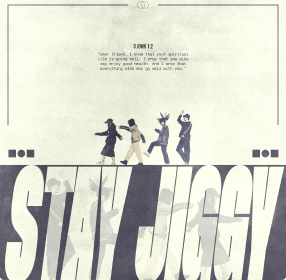 3 JOHN 1:2
"Dear friend, I know that your spiritual
life is going well. I pray that you also
may enjoy good health. And I pray that
everything else may go well with you."
STAY JIGGY